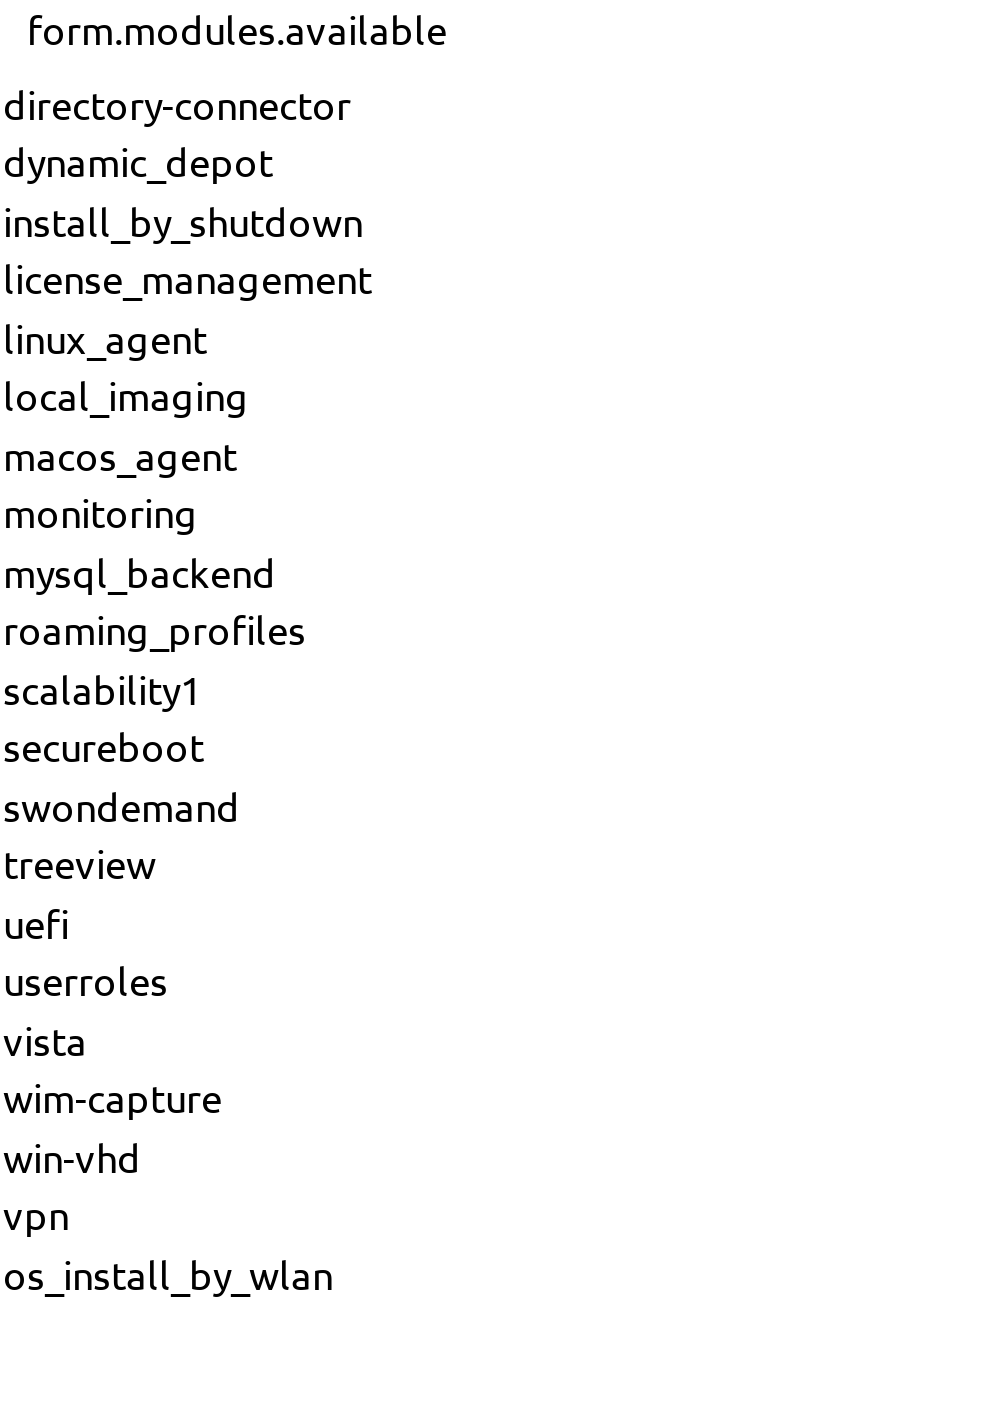 form.modules.available
directory-connector
dynamic_depot
install_by_shutdown
license_management
linux_agent
local_imaging
macos_agent
monitoring
mysql_backend
roaming_profiles
scalability1
secureboot
swondemand
treeview
uefi
userroles
vista
wim-capture
win-vhd
vpn
os_install_by_wlan